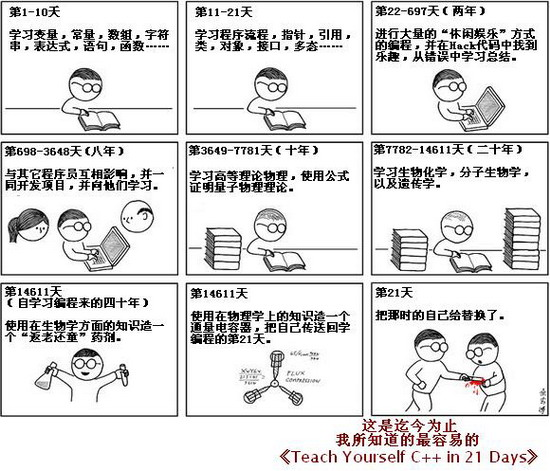 第1-10天
学习变量，常量，数组，字符
串，表达式，语句，函数……
第11-21天
学习程序流程，指针，引用，
类，对象，接口，多态……
第22-697天（两年）
进行大量的“休闲娱乐”方式
的编程，并在Hack代码中找到
乐趣，从错误中学习总结。
第698-3648天（八年）
与其它程序员互相影响，并一
同开发项目，并向他们学习。
第3649-7781天（十年）
学习高等理论物理，使用公式
证明量子物理理论。
第7782-14611天（二十年）
学习生物化学，分子生物学，
以及遗传学。
第14611天
（自学习编程来的四十年）
使用在生物学方面的知识造一
个“返老还童”药剂。
第14611天
使用在物理学上的知识造一个
通量电容器，把自己传送回学
编程的第21天。
FLUX
COMPRESSION
第21天
把那时的自己给替换了。
这是迄今为止
我所知道的最容易的
《Teach Yourself C++ in 21 Days》